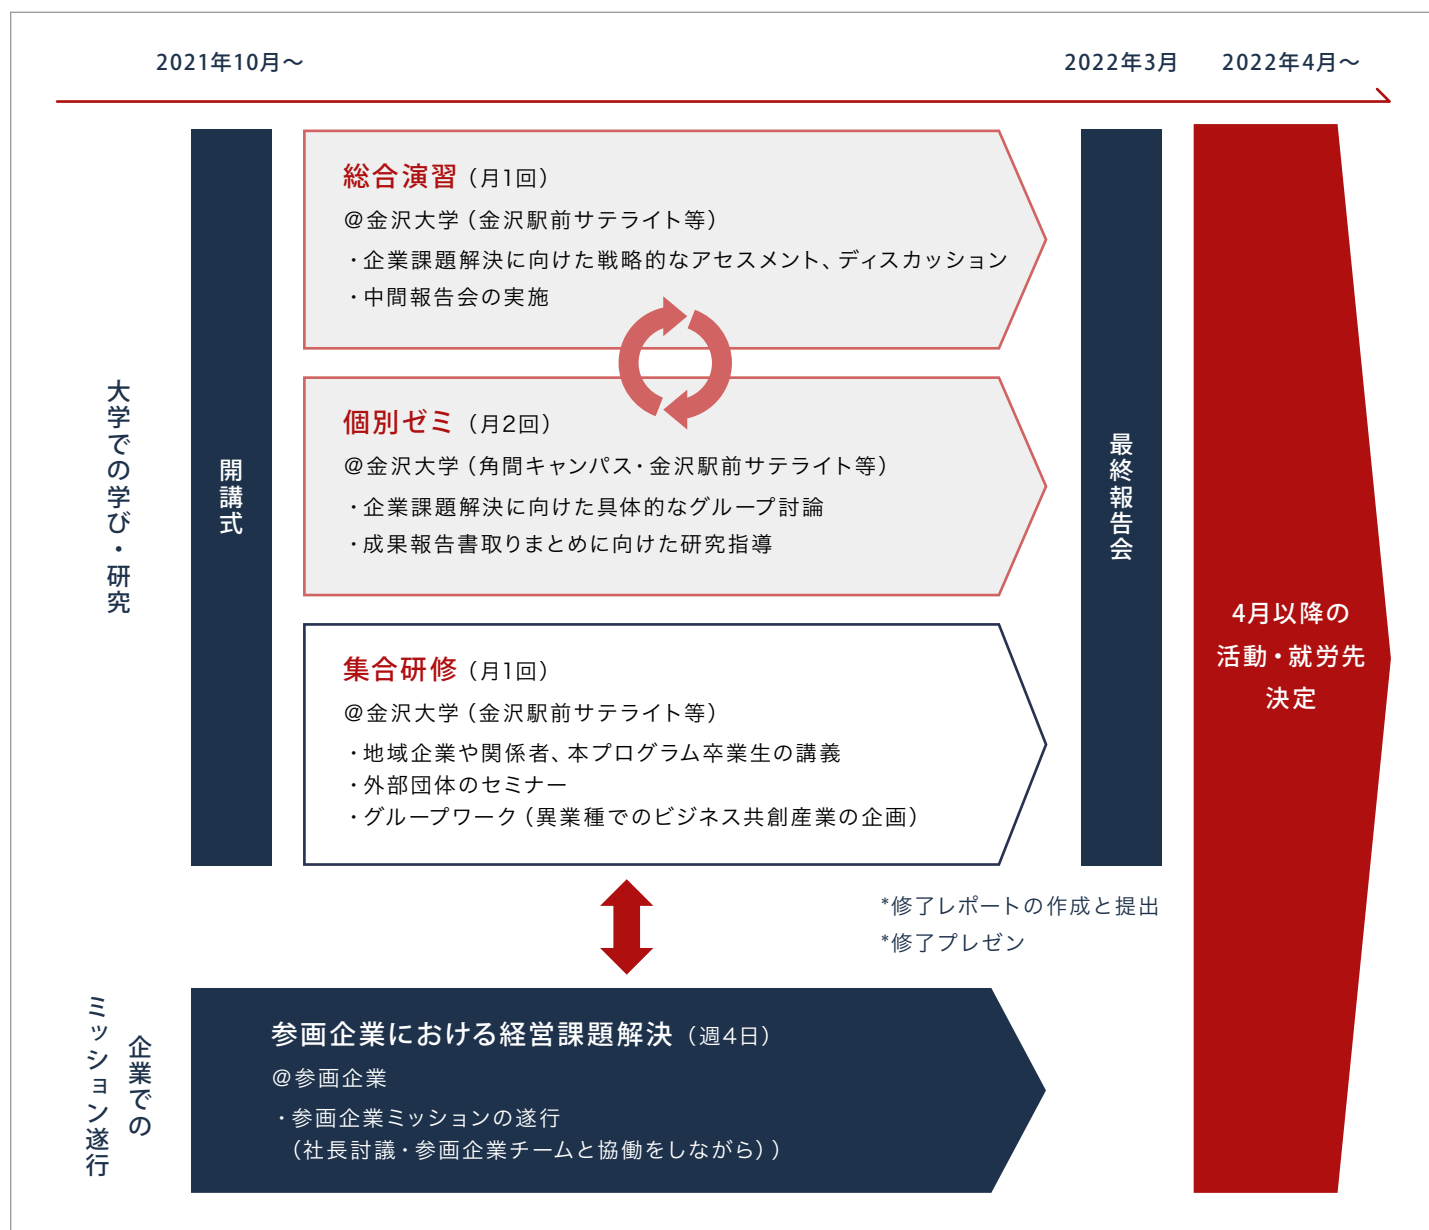 2021年10月〜
2022年3月
2022年4月〜
大学での学び・研究
開講式
総合演習（月1回）
@金沢大学（金沢駅前サテライト等）
・企業課題解決に向けた戦略的なアセスメント、ディスカッション
・中間報告会の実施
個別ゼミ（月2回）
@金沢大学（角間キャンパス・金沢駅前サテライト等）
・企業課題解決に向けた具体的なグループ討論
・成果報告書取りまとめに向けた研究指導
集合研修（月1回）
@金沢大学（金沢駅前サテライト等）
・地域企業や関係者、本プログラム卒業生の講義
・外部団体のセミナー
・グループワーク（異業種でのビジネス共創産業の企画）
最終報告会
4月以降の
活動・就労先
決定
*修了レポートの作成と提出
*修了プレゼン
企業での
ミッション遂行
参画企業における経営課題解決（週4日）
@参画企業
・参画企業ミッションの遂行
（社長討議・参画企業チームと協働をしながら））